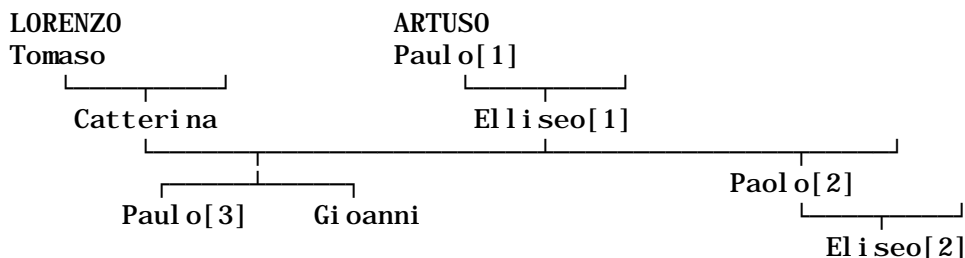 LORENZO ARTUSO
Tomaso Paulo[1]
Catterina Elliseo[1]
Paolo[2]
Paulo[3] Gioanni
Eliseo[2]